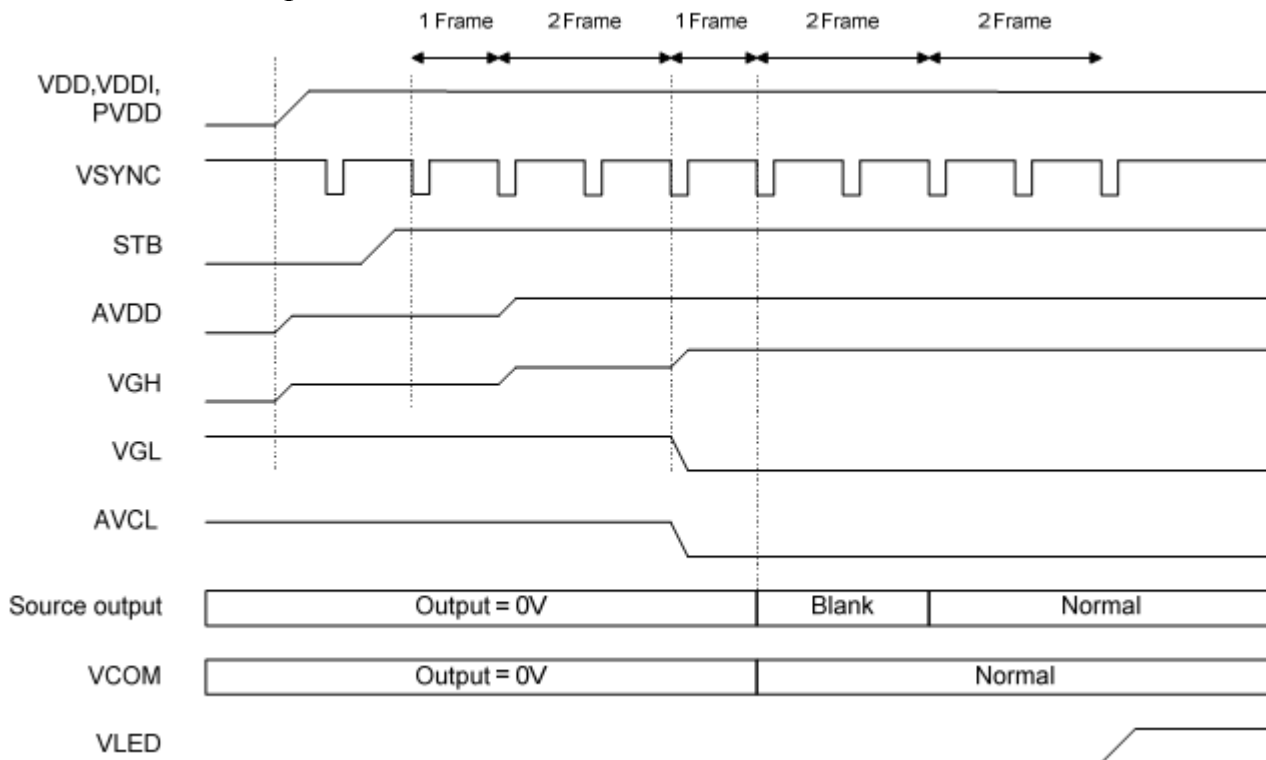 1 Frame 2 Frame 1 Frame 2 Frame 2 Frame
VDD,VDDI,
PVDD
VSYNC
STB
AVDD
VGH
VGL
AVCL
Source output Output = 0V Blank Normal
VCOM Output = 0V Normal
VLED